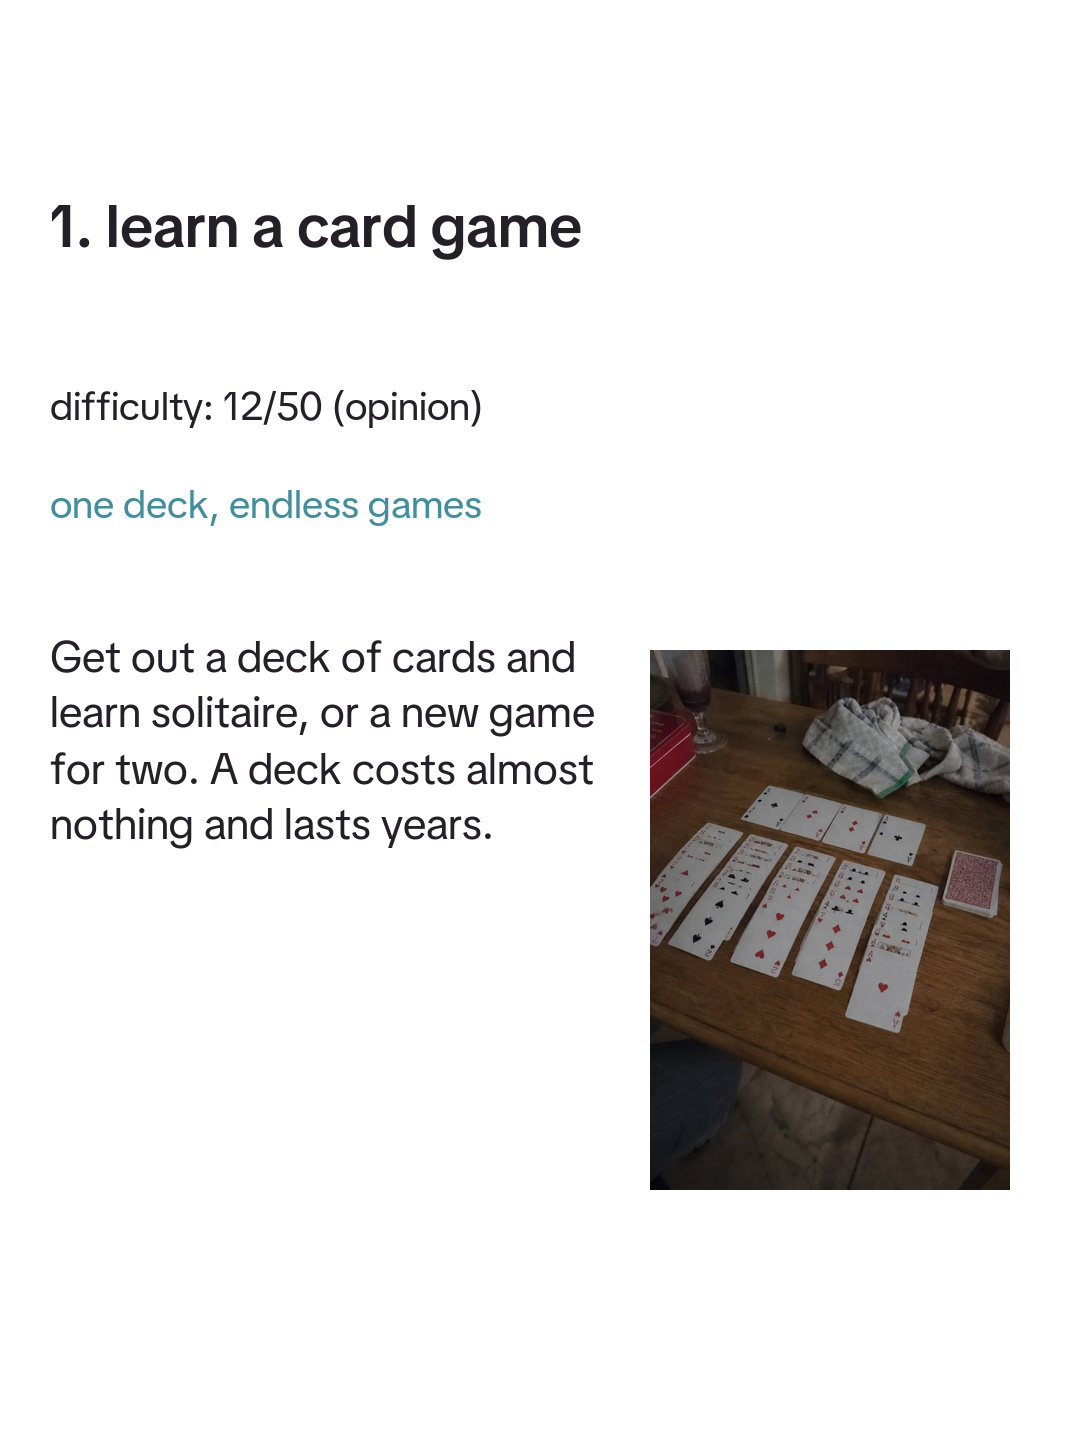 1. learn a card game
difficulty: 12/50 (opinion)
one deck, endless games
Get out a deck of cards and
learn solitaire, or a new game
for two. A deck costs almost
nothing and lasts years.